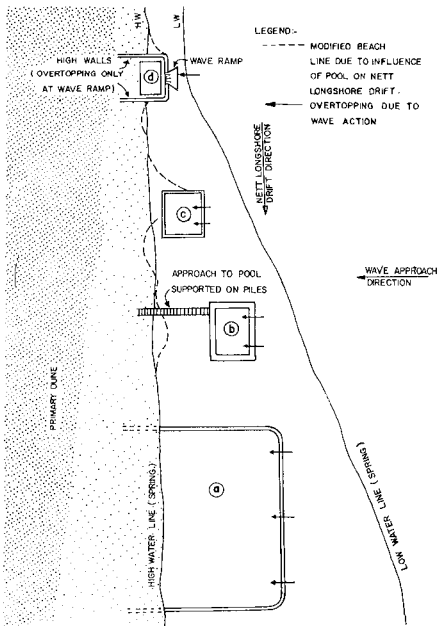 HW
LW
LEGEND:-
MODIFIED BEACH
LINE DUE TO INFLUENCE
OF POOL ON NETT
LONGSHORE DRIFT.
OVERTOPPING DUE TO
WAVE ACTION
HIGH WALLS
(OVERTOPPING ONLY
AT WAVE RAMP)
WAVE RAMP
d
NETT LONGSHORE
DRIFT DIRECTION
c
WAVE APPROACH
DIRECTION
APPROACH TO POOL
SUPPORTED ON PILES
b
PRIMARY DUNE
HIGH WATER LINE (SPRING)
a
LOW WATER LINE (SPRING)